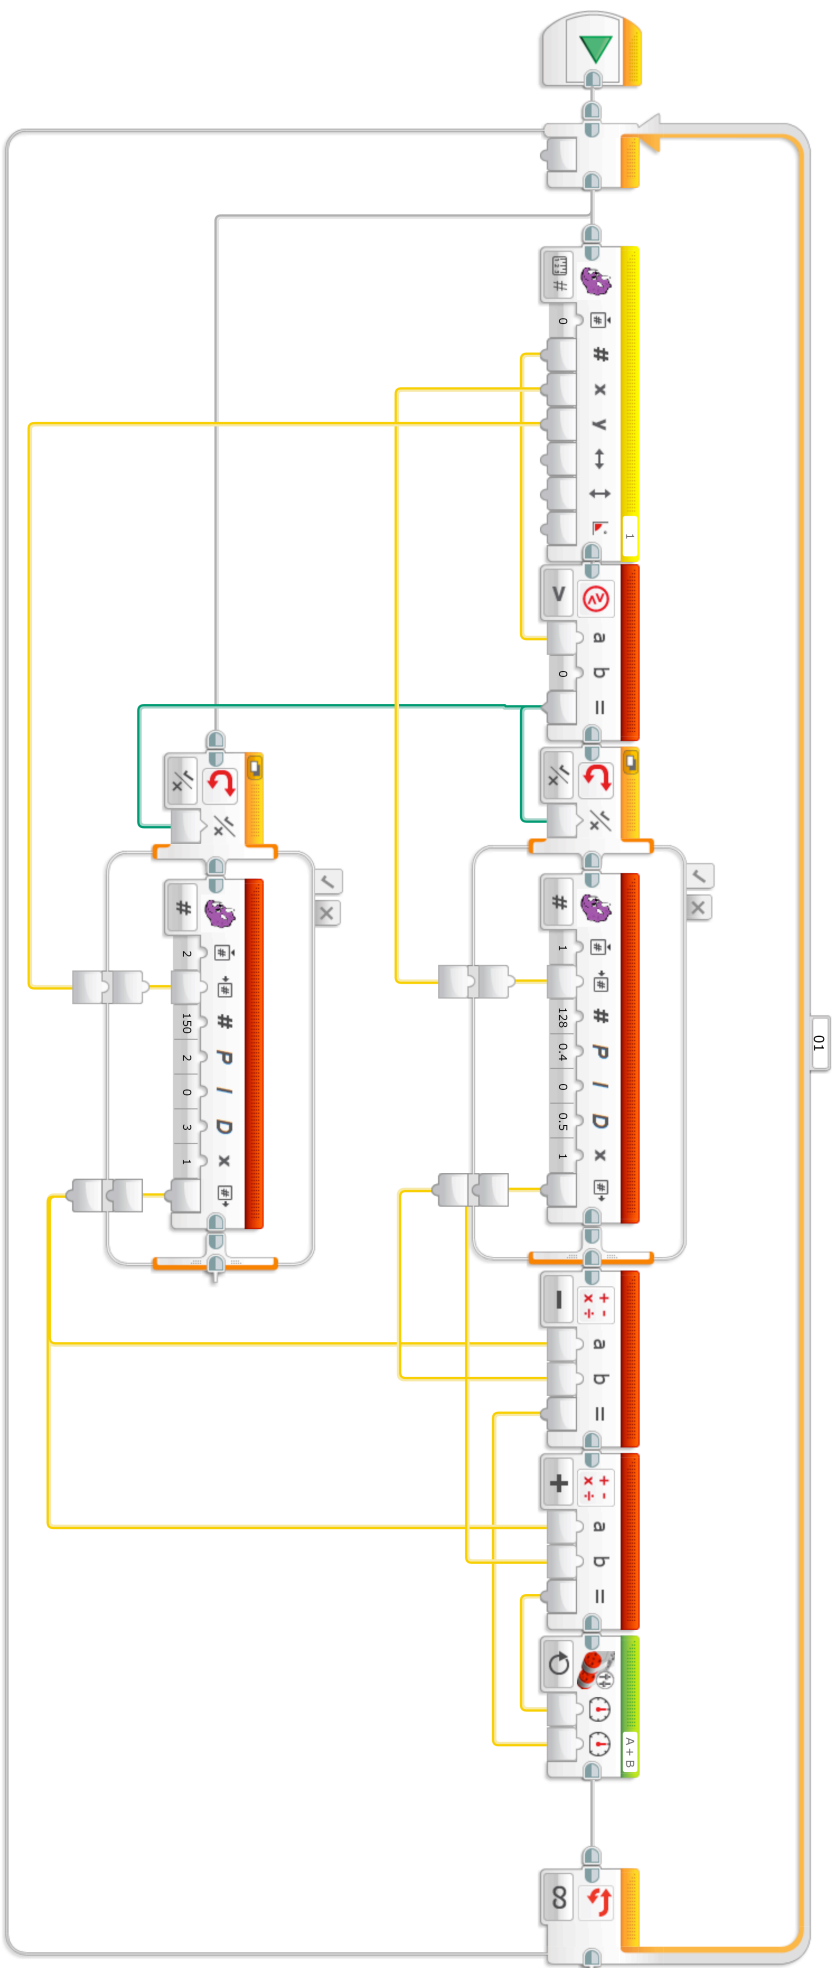 01
#
0 # x y
1
< a b =
0
a b =
# 1 # 128 P 0.4 I 0 D 0.5 x 1
− a b =
+ a b =
A + B
∞
# 2 # 150 P 2 I 0 D 3 x 1